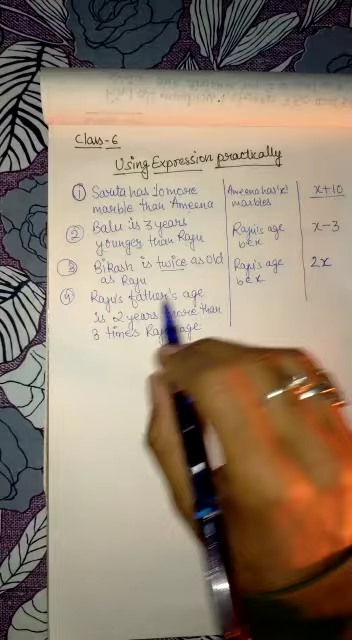 Class-6
Using Expression practically
① Sarita has 10 more marble than Ameena | Ameena has 'x' marbles | x+10
② Balu is 3 years younger than Raju | Raju's age be x | x-3
③ Bikash is twice as old as Raju | Raju's age be x | 2x
④ Raju's father's age
is 2 years more than
3 times age